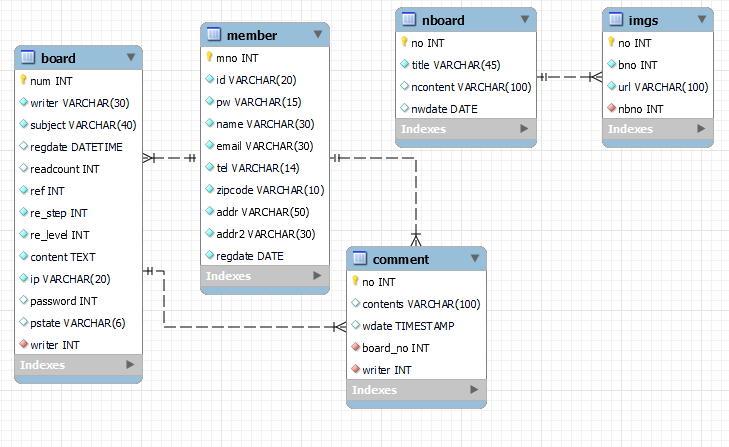 board
num INT
writer VARCHAR(30)
subject VARCHAR(40)
regdate DATETIME
readcount INT
ref INT
re_step INT
re_level INT
content TEXT
ip VARCHAR(20)
password INT
pstate VARCHAR(6)
writer INT
Indexes
member
mno INT
id VARCHAR(20)
pw VARCHAR(15)
name VARCHAR(30)
email VARCHAR(30)
tel VARCHAR(14)
zipcode VARCHAR(10)
addr VARCHAR(50)
addr2 VARCHAR(30)
regdate DATE
Indexes
nboard
no INT
title VARCHAR(45)
ncontent VARCHAR(100)
nwdate DATE
Indexes
imgs
no INT
bno INT
url VARCHAR(100)
nbno INT
Indexes
comment
no INT
contents VARCHAR(100)
wdate TIMESTAMP
board_no INT
writer INT
Indexes